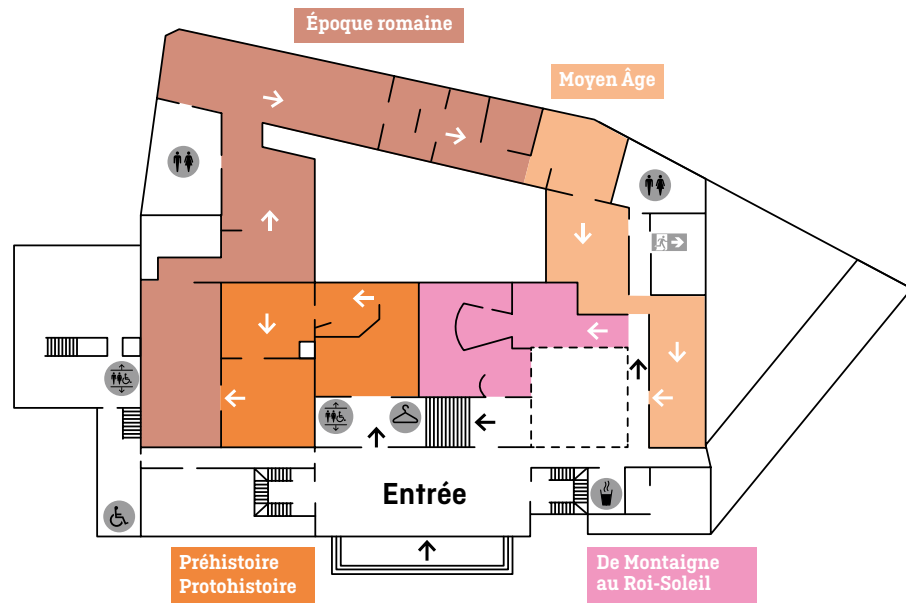 Époque romaine
Moyen Âge
Entrée
Préhistoire
Protohistoire
De Montaigne
au Roi-Soleil